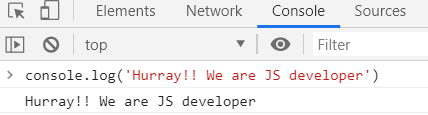 Elements Network Console Sources
top Filter
> console.log('Hurray!! We are JS developer')
Hurray!! We are JS developer